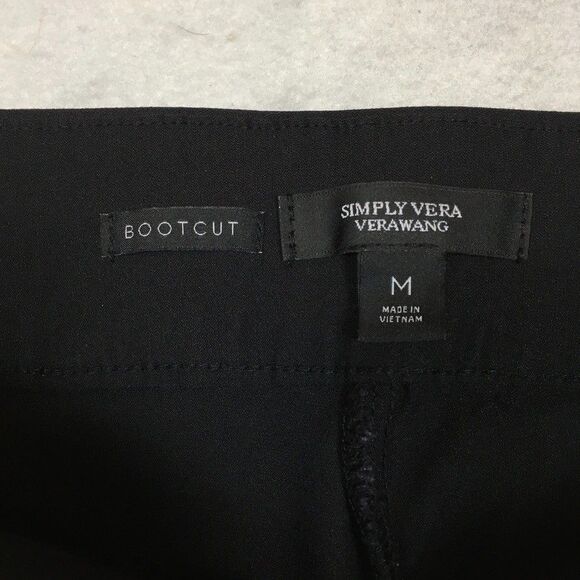 BOOTCUT
SIMPLY VERA
VERAWANG
M
MADE IN
VIETNAM